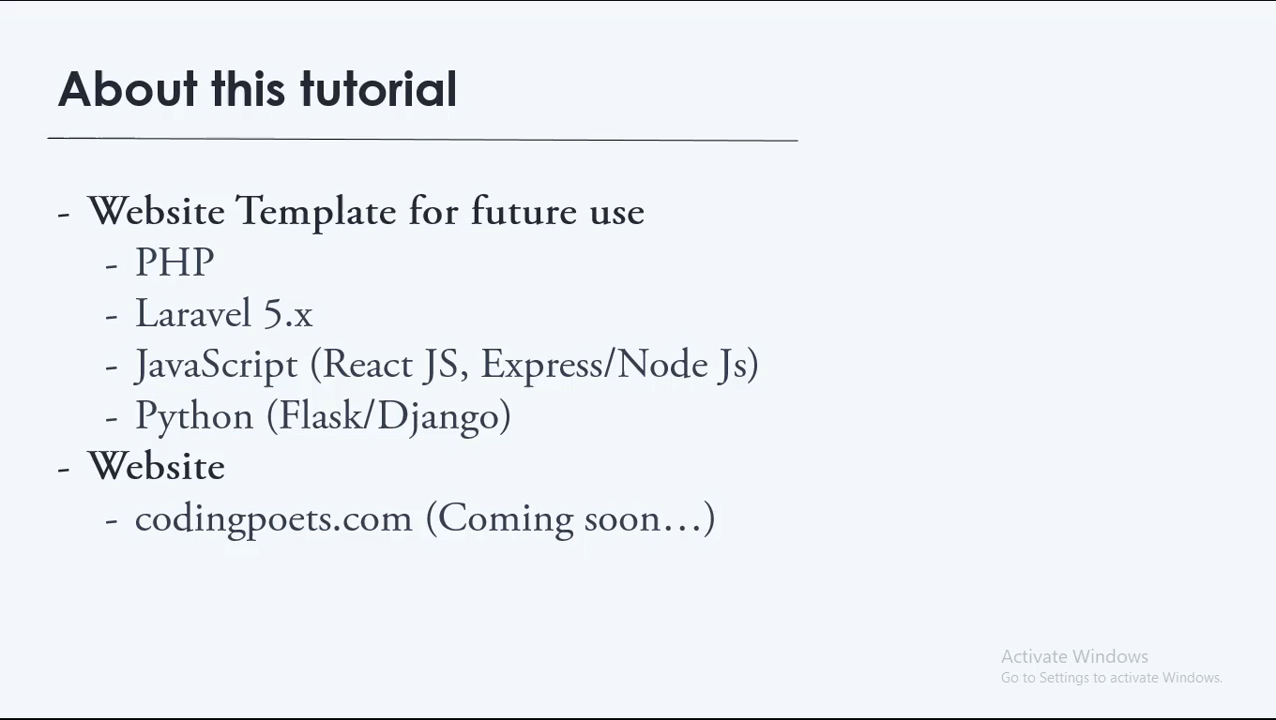 About this tutorial
- Website Template for future use
- PHP
- Laravel 5.x
- JavaScript (React JS, Express/Node Js)
- Python (Flask/Django)
- Website
- codingpoets.com (Coming soon...)
Activate Windows
Go to Settings to activate Windows.